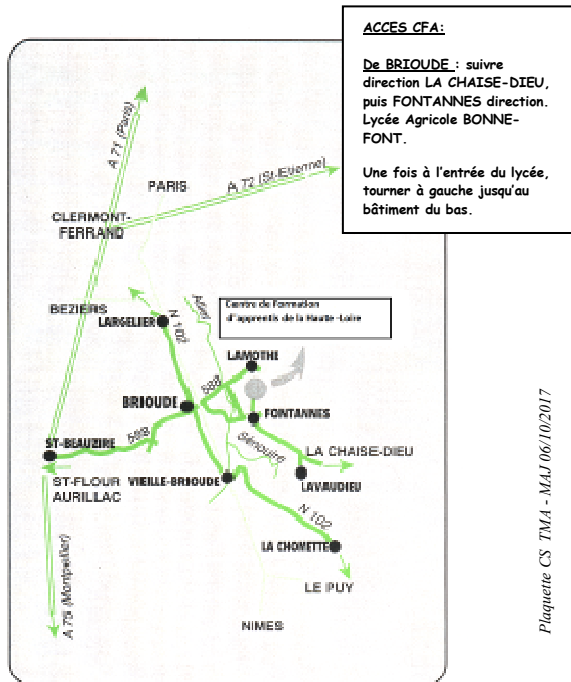 ACCES CFA:
De BRIOUDE : suivre
direction LA CHAISE-DIEU,
puis FONTANNES direction.
Lycée Agricole BONNE-
FONT.
Une fois à l'entrée du lycée,
tourner à gauche jusqu'au
bâtiment du bas.
A 71 (Paris)
PARIS
A 72 (St-Etienne)
CLERMONT-
FERRAND
BEZIERS
LARGELIER
N 102
Allier
Centre de Formation
d'apprentis de la Haute-Loire
LAMOTHE
588
BRIOUDE
FONTANNES
ST-BEAUZIRE
588
Sénouire
LA CHAISE-DIEU
ST-FLOUR
AURILLAC
VIEILLE-BRIOUDE
LAVAUDIEU
N 102
LA CHOMETTE
A 75 (Montpellier)
LE PUY
NIMES
Plaquette CS TMA - MAJ 06/10/2017